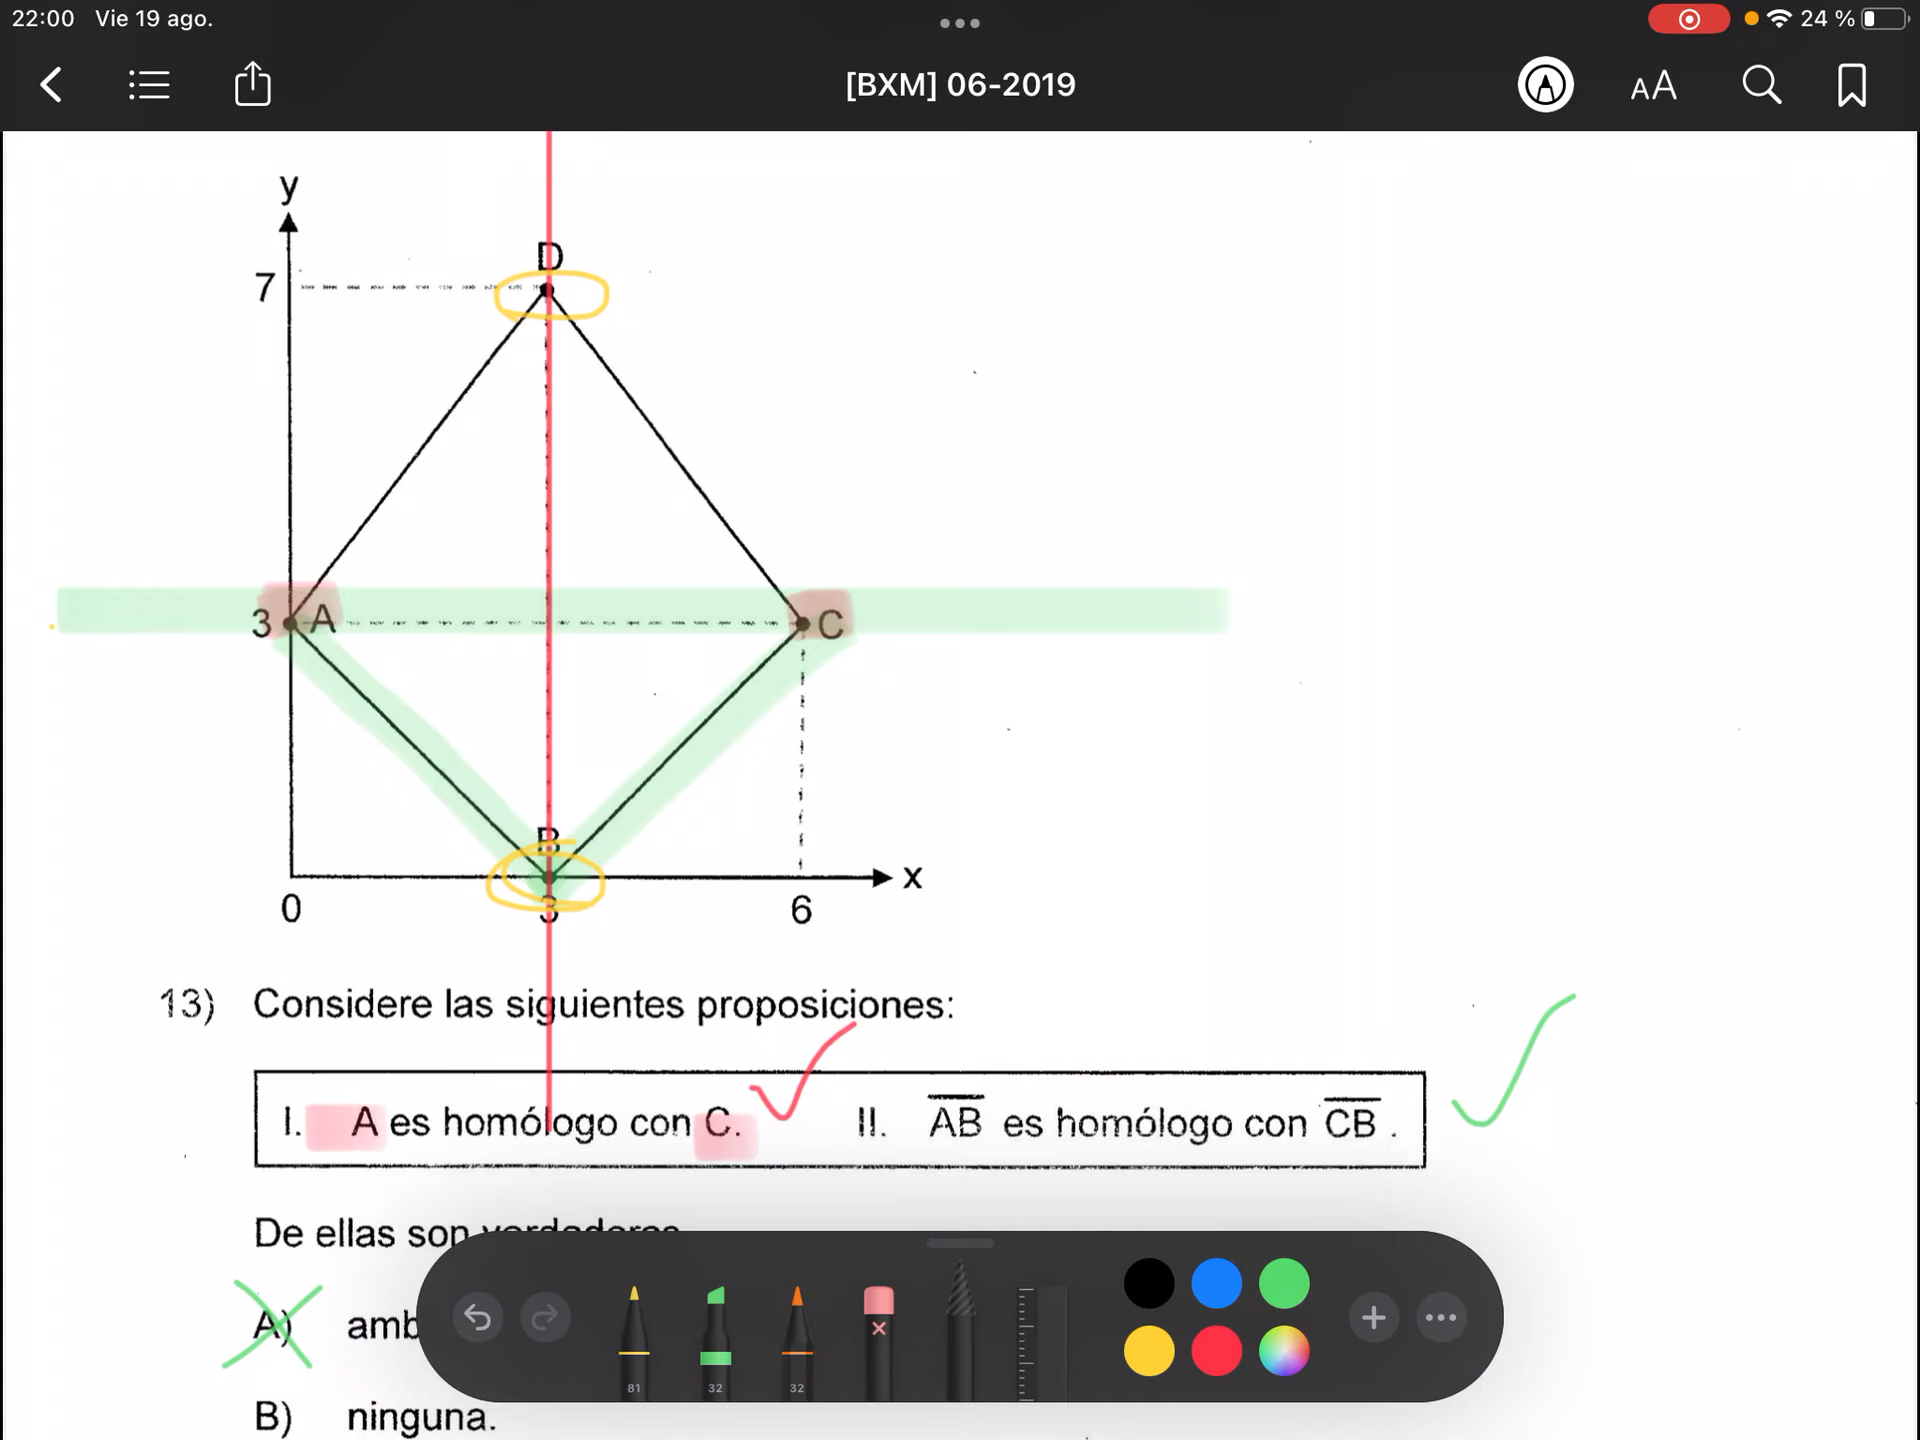 22:00 Vie 19 ago.
24 %
[BXM] 06-2019
AA
y
D
7
3 A
C
B
x
0
3
6
13) Considere las siguientes proposiciones:
I. A es homólogo con C. II. AB es homólogo con CB .
De ellas son verdaderas
A) amb
B) ninguna.
81
32
32